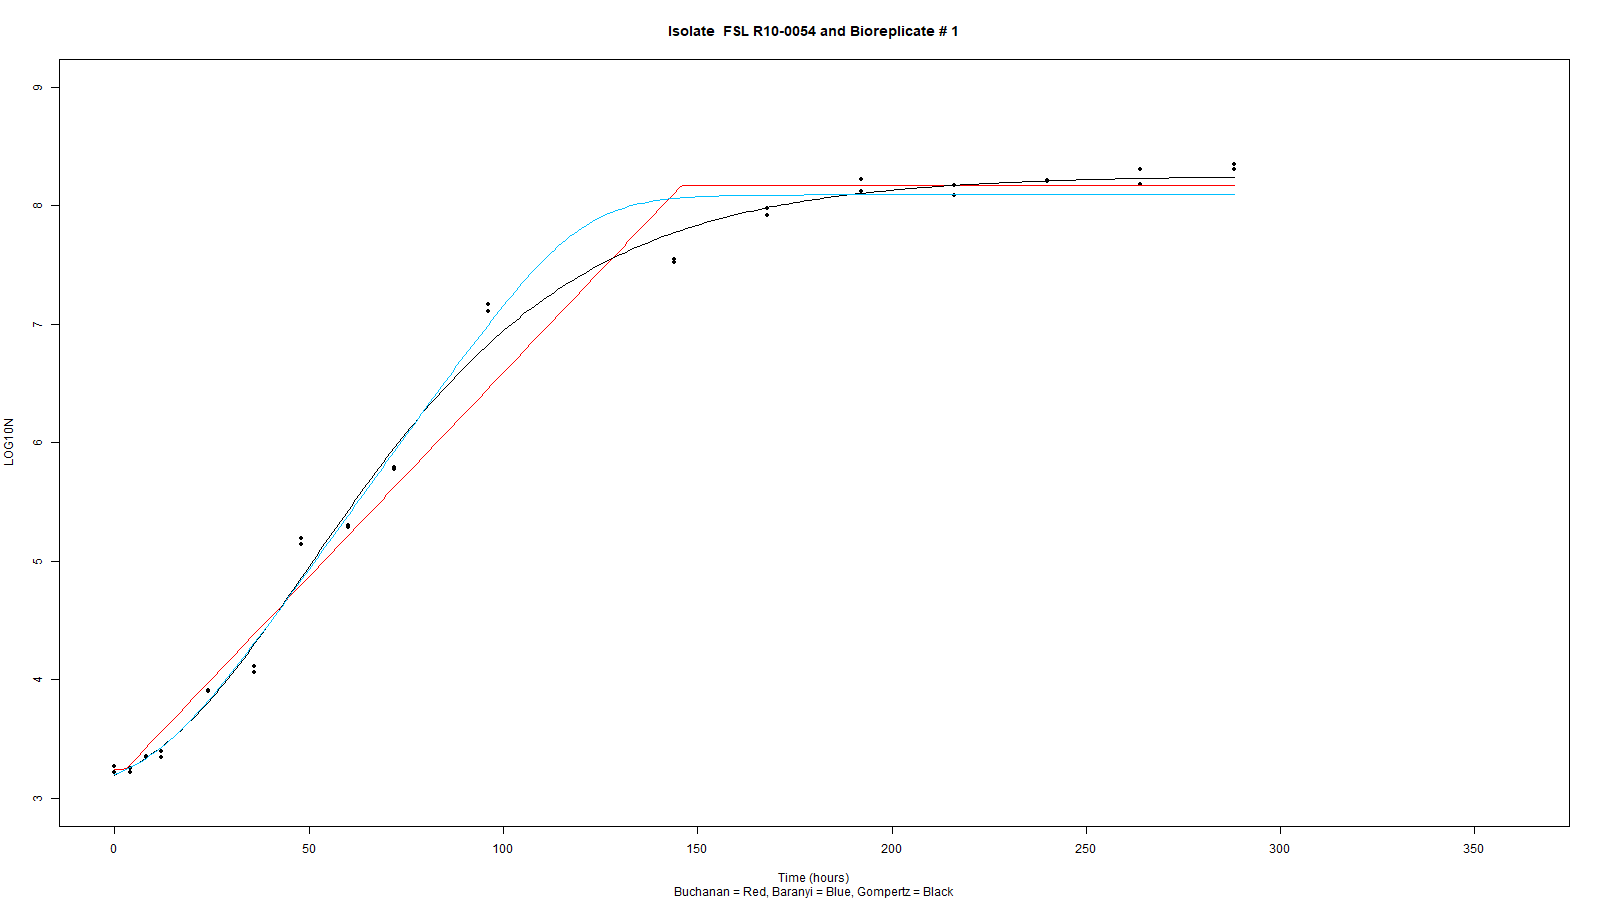 Isolate  FSL R10-0054 and Bioreplicate # 1
LOG10N
9
8
7
6
5
4
3
0 50 100 150 200 250 300 350
Time (hours)
Buchanan = Red, Baranyi = Blue, Gompertz = Black